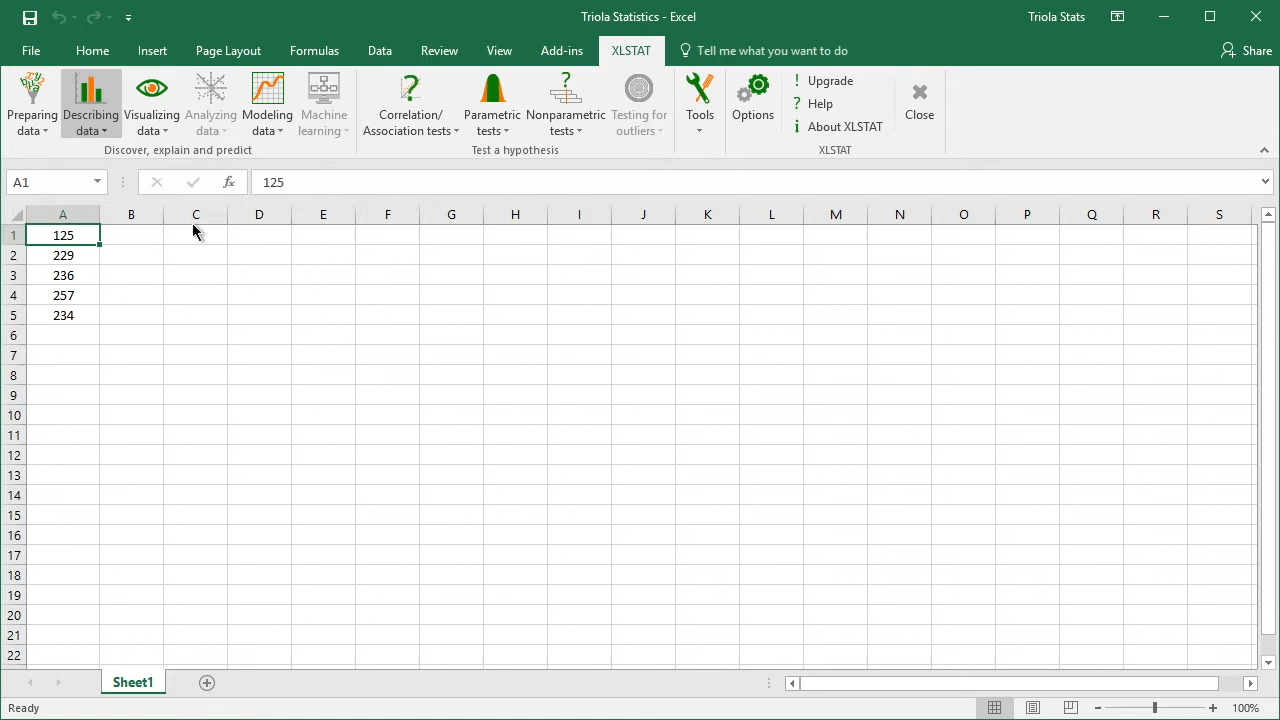 Triola Statistics - Excel
Triola Stats
File Home Insert Page Layout Formulas Data Review View Add-ins XLSTAT Tell me what you want to do Share
Preparing data
Describing data
Visualizing data
Analyzing data
Modeling data
Machine learning
Discover, explain and predict
Correlation/ Association tests
Parametric tests
Nonparametric tests
Testing for outliers
Test a hypothesis
Tools
Options
! Upgrade
? Help
i About XLSTAT
Close
XLSTAT
A1 fx 125
A B C D E F G H I J K L M N O P Q R S
1 125
2 229
3 236
4 257
5 234
6
7
8
9
10
11
12
13
14
15
16
17
18
19
20
21
22
Sheet1
Ready 100%